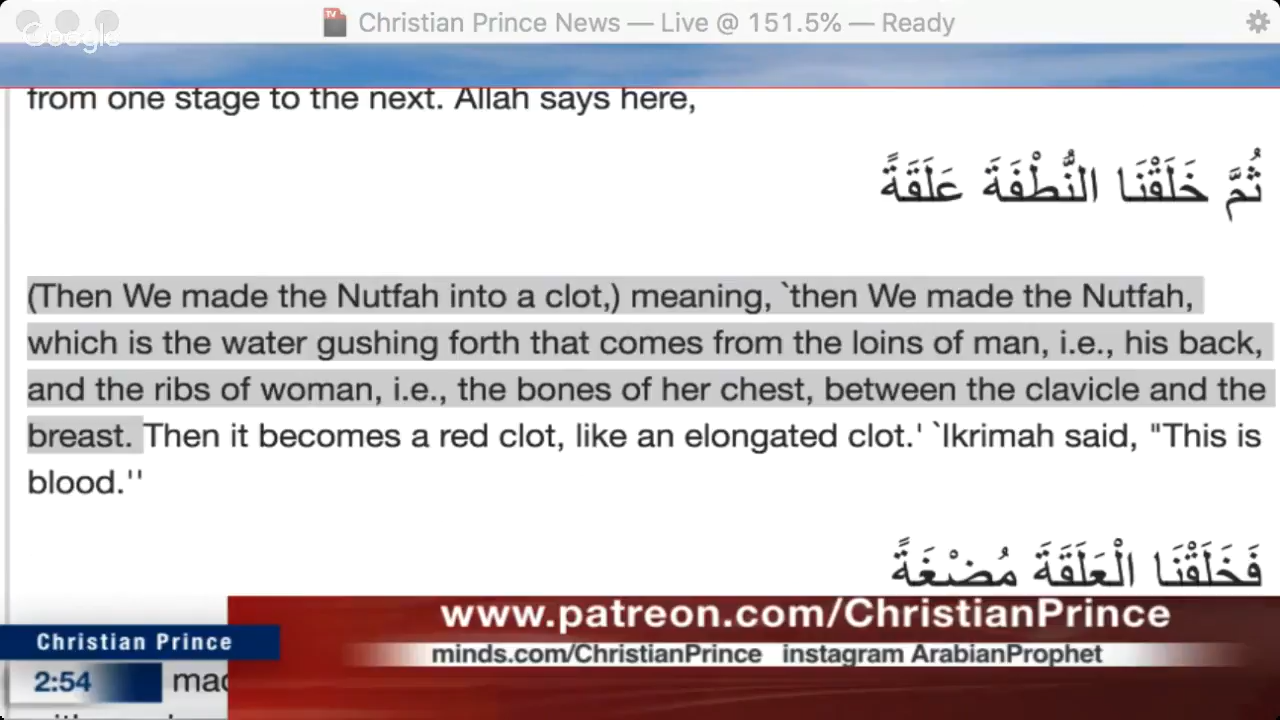 Christian Prince News — Live @ 151.5% — Ready
Google
from one stage to the next. Allah says here,
ثُمَّ خَلَقْنَا النُّطْفَةَ عَلَقَةً
(Then We made the Nutfah into a clot,) meaning, `then We made the Nutfah,
which is the water gushing forth that comes from the loins of man, i.e., his back,
and the ribs of woman, i.e., the bones of her chest, between the clavicle and the
breast. Then it becomes a red clot, like an elongated clot.' `Ikrimah said, "This is
blood.''
فَخَلَقْنَا الْعَلَقَةَ مُضْغَةً
www.patreon.com/ChristianPrince
Christian Prince
minds.com/ChristianPrince instagram ArabianProphet
2:54